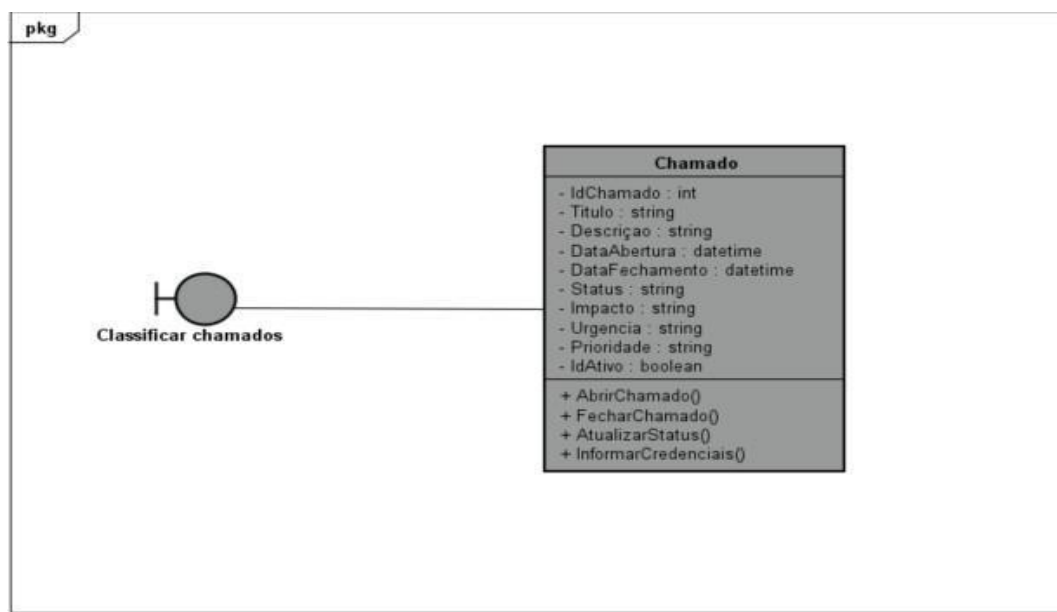 pkg
Chamado
- IdChamado : int
- Titulo : string
- Descriçao : string
- DataAbertura : datetime
- DataFechamento : datetime
- Status : string
- Impacto : string
- Urgencia : string
- Prioridade : string
- IdAtivo : boolean
+ AbrirChamado()
+ FecharChamado()
+ AtualizarStatus()
+ InformarCredenciais()
Classificar chamados